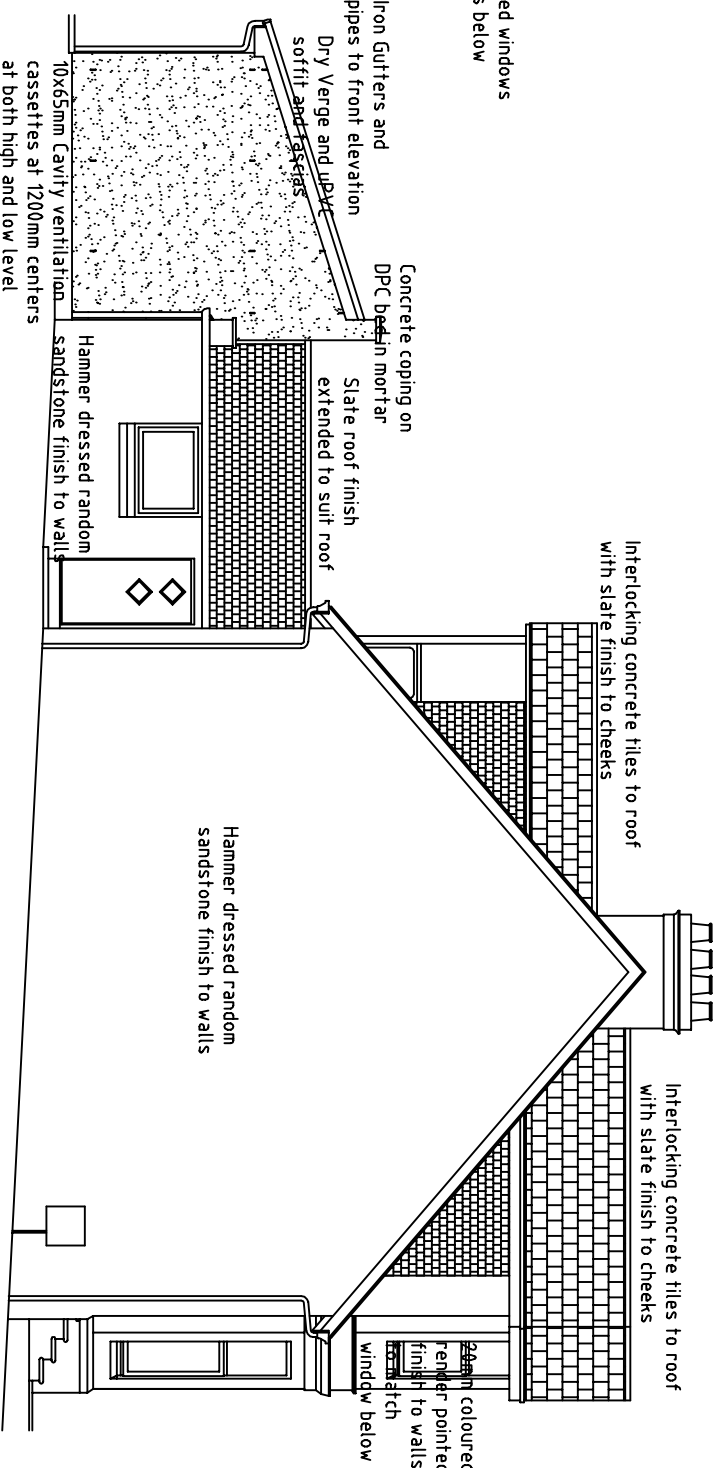 ed windows
s below
Iron Gutters and
pipes to front elevation
Dry Verge and uPVC
soffit and fascias
10x65mm Cavity ventilation
cassettes at 1200mm centers
at both high and low level
Concrete coping on
DPC bed in mortar
Slate roof finish
extended to suit roof
Hammer dressed random
sandstone finish to walls
Interlocking concrete tiles to roof
with slate finish to cheeks
Hammer dressed random
sandstone finish to walls
Interlocking concrete tiles to roof
with slate finish to cheeks
20mm coloured
render pointed
finish to walls
to match
window below